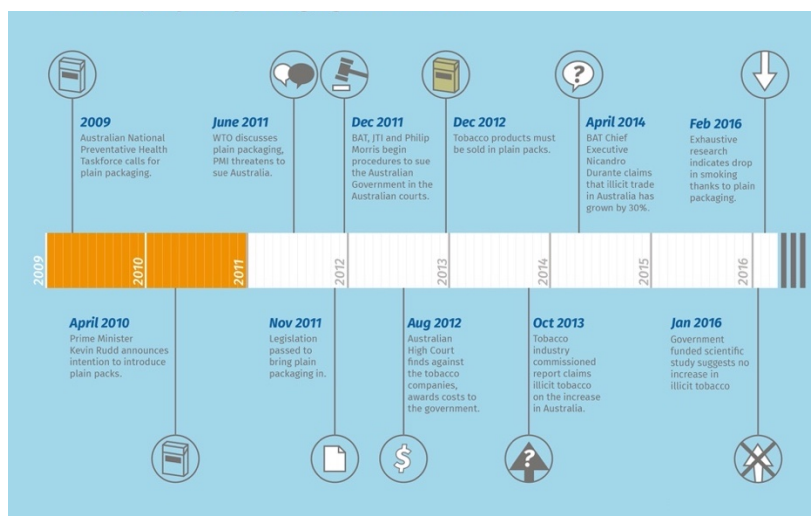 2009
Australian National
Preventative Health
Taskforce calls for
plain packaging.
June 2011
WTO discusses
plain packaging,
PMI threatens to
sue Australia.
Dec 2011
BAT, JTI and Philip
Morris begin
procedures to sue
the Australian
Government in the
Australian courts.
Dec 2012
Tobacco products must
be sold in plain packs.
?
April 2014
BAT Chief
Executive
Nicandro
Durante claims
that illicit trade
in Australia has
grown by 30%.
Feb 2016
Exhaustive
research
indicates drop
in smoking
thanks to plain
packaging.
2009
2010
2011
2012
2013
2014
2015
2016
April 2010
Prime Minister
Kevin Rudd announces
intention to introduce
plain packs.
Nov 2011
Legislation
passed to
bring plain
packaging in.
Aug 2012
Australian
High Court
finds against
the tobacco
companies,
awards costs to
the government.
$
Oct 2013
Tobacco
industry
commissioned
report claims
illicit tobacco
on the increase
in Australia.
?
Jan 2016
Government
funded scientific
study suggests no
increase in
illicit tobacco